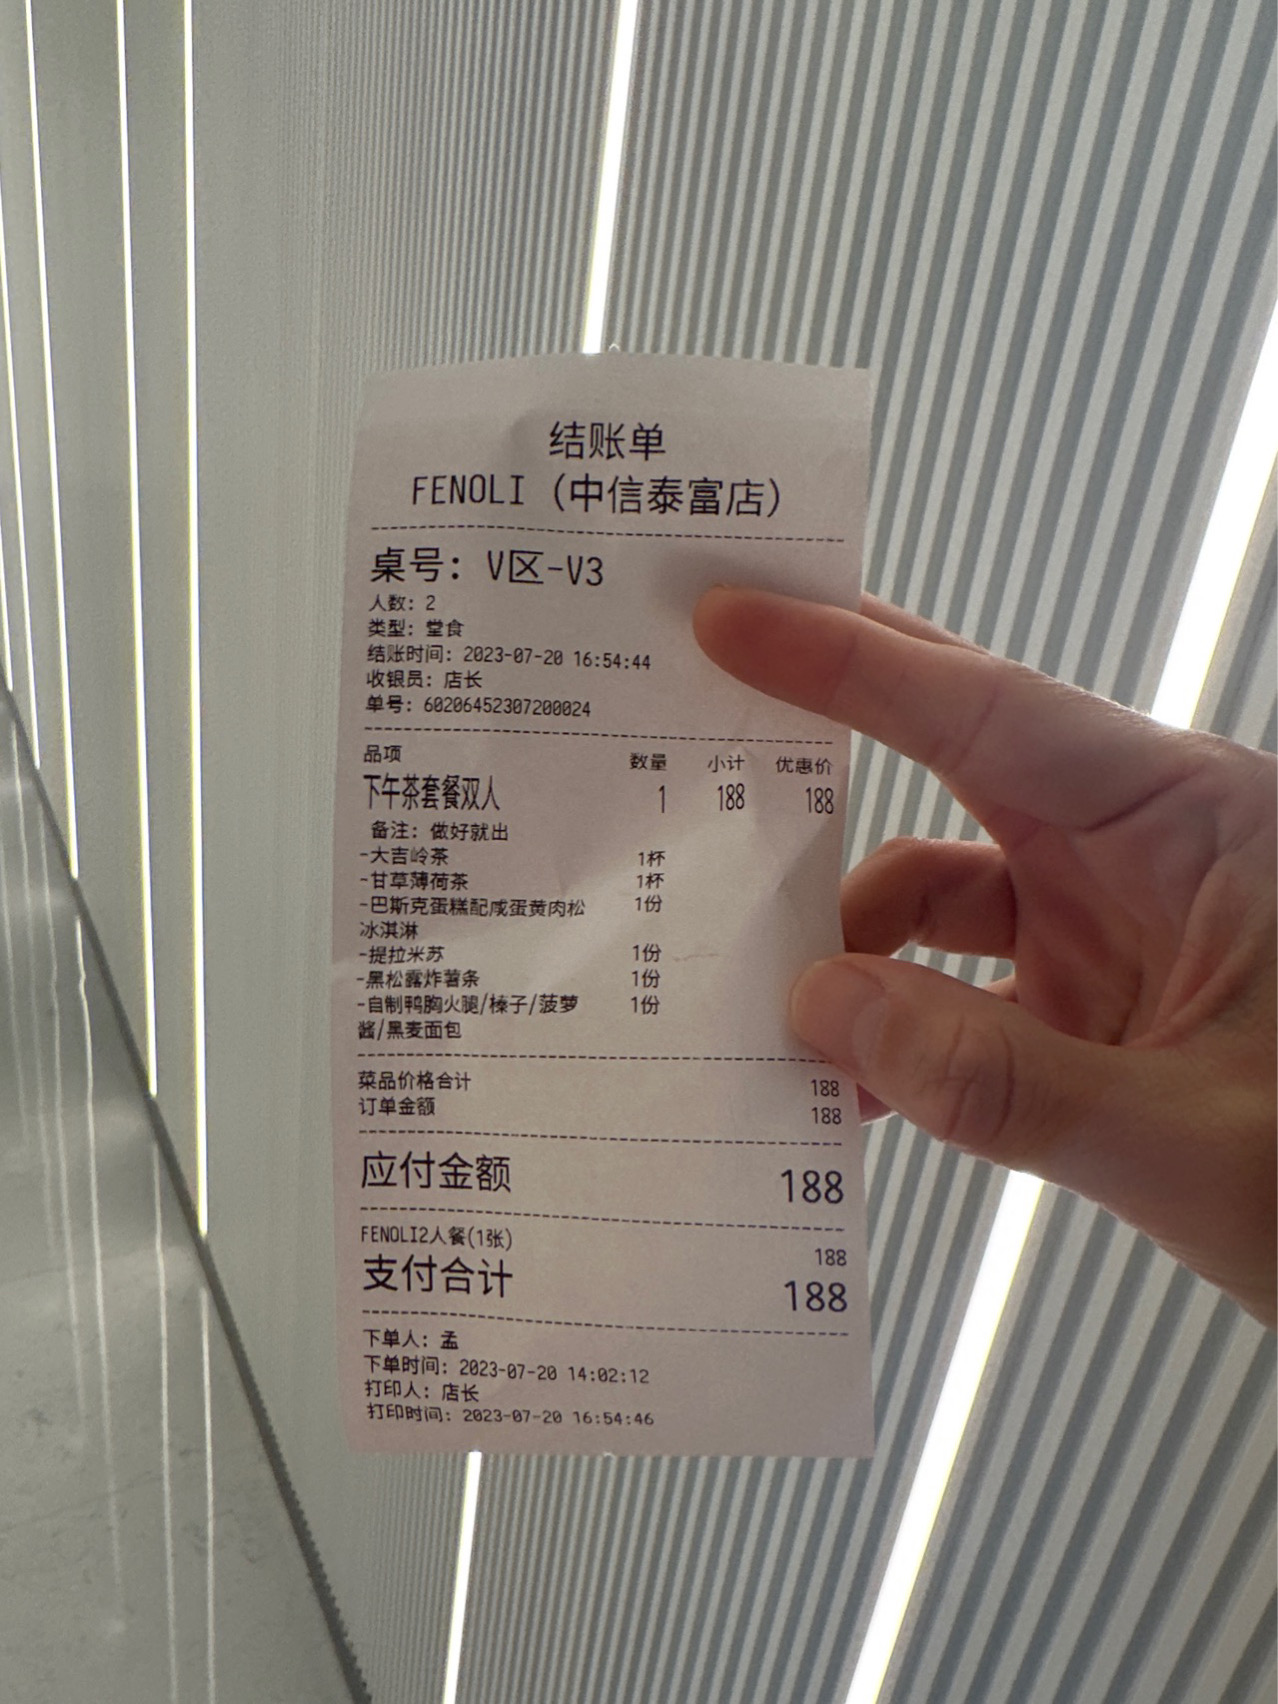 结账单
FENOLI（中信泰富店）
桌号：V区-V3
人数：2
类型：堂食
结账时间：2023-07-20 16:54:44
收银员：店长
单号：60206452307200024
品项 数量 小计 优惠价
下午茶套餐双人 1 188 188
备注：做好就出
-大吉岭茶 1杯
-甘草薄荷茶 1杯
-巴斯克蛋糕配咸蛋黄肉松 1份
冰淇淋
-提拉米苏 1份
-黑松露炸薯条 1份
-自制鸭胸火腿/榛子/菠萝 1份
酱/黑麦面包
菜品价格合计 188
订单金额 188
应付金额 188
FENOLI2人餐(1张) 188
支付合计 188
下单人：孟
下单时间：2023-07-20 14:02:12
打印人：店长
打印时间：2023-07-20 16:54:46